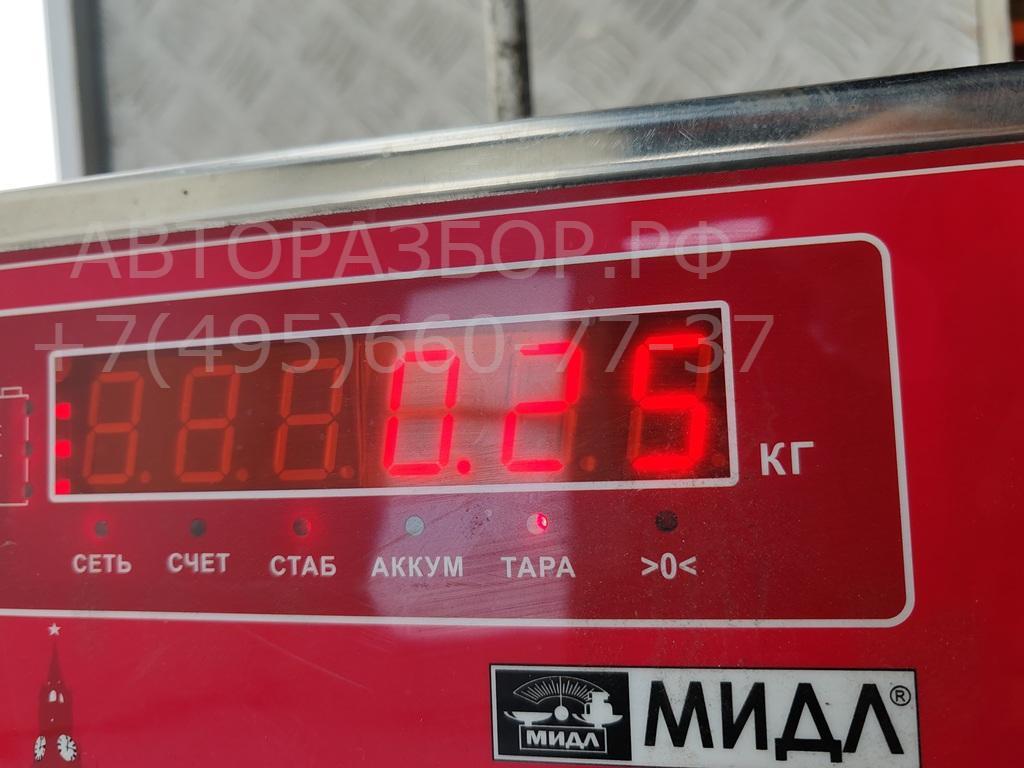 АВТОРАЗБОР.РФ
+7(495)660-77-37
0.25
КГ
СЕТЬ СЧЕТ СТАБ АККУМ ТАРА >0<
МИДЛ МИДЛ®